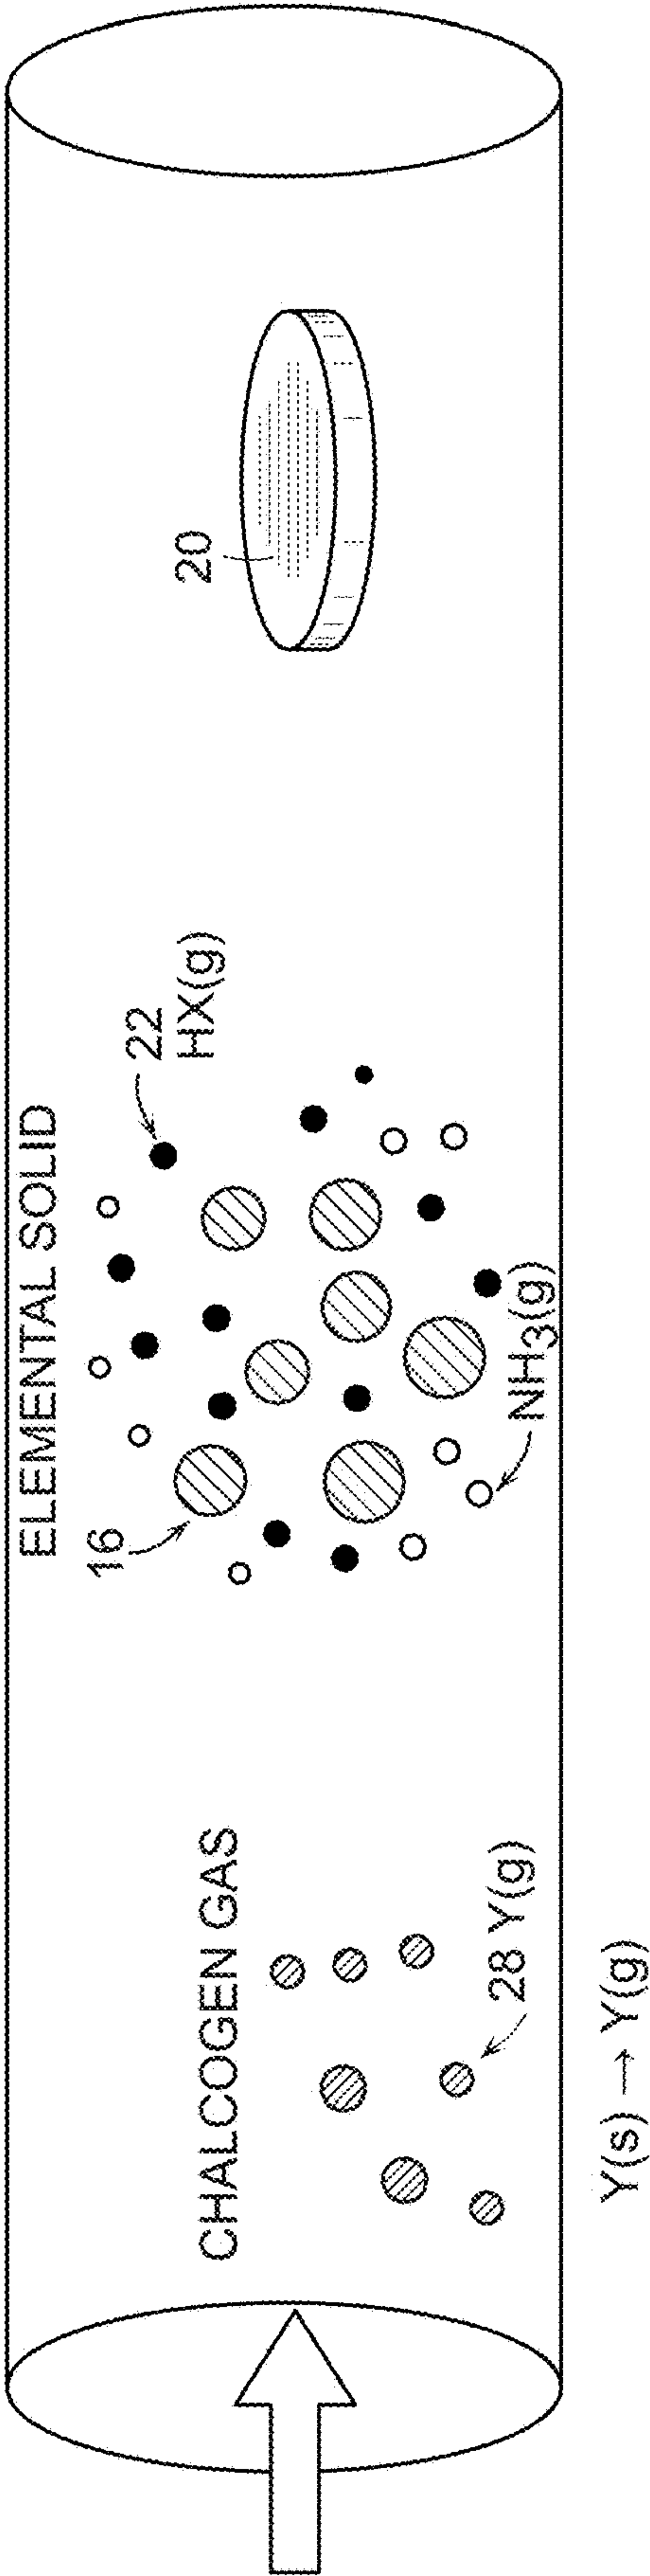 CHALCOGEN GAS
28 Y(g)
Y(s) → Y(g)
ELEMENTAL SOLID
16
22
HX(g)
NH3(g)
20